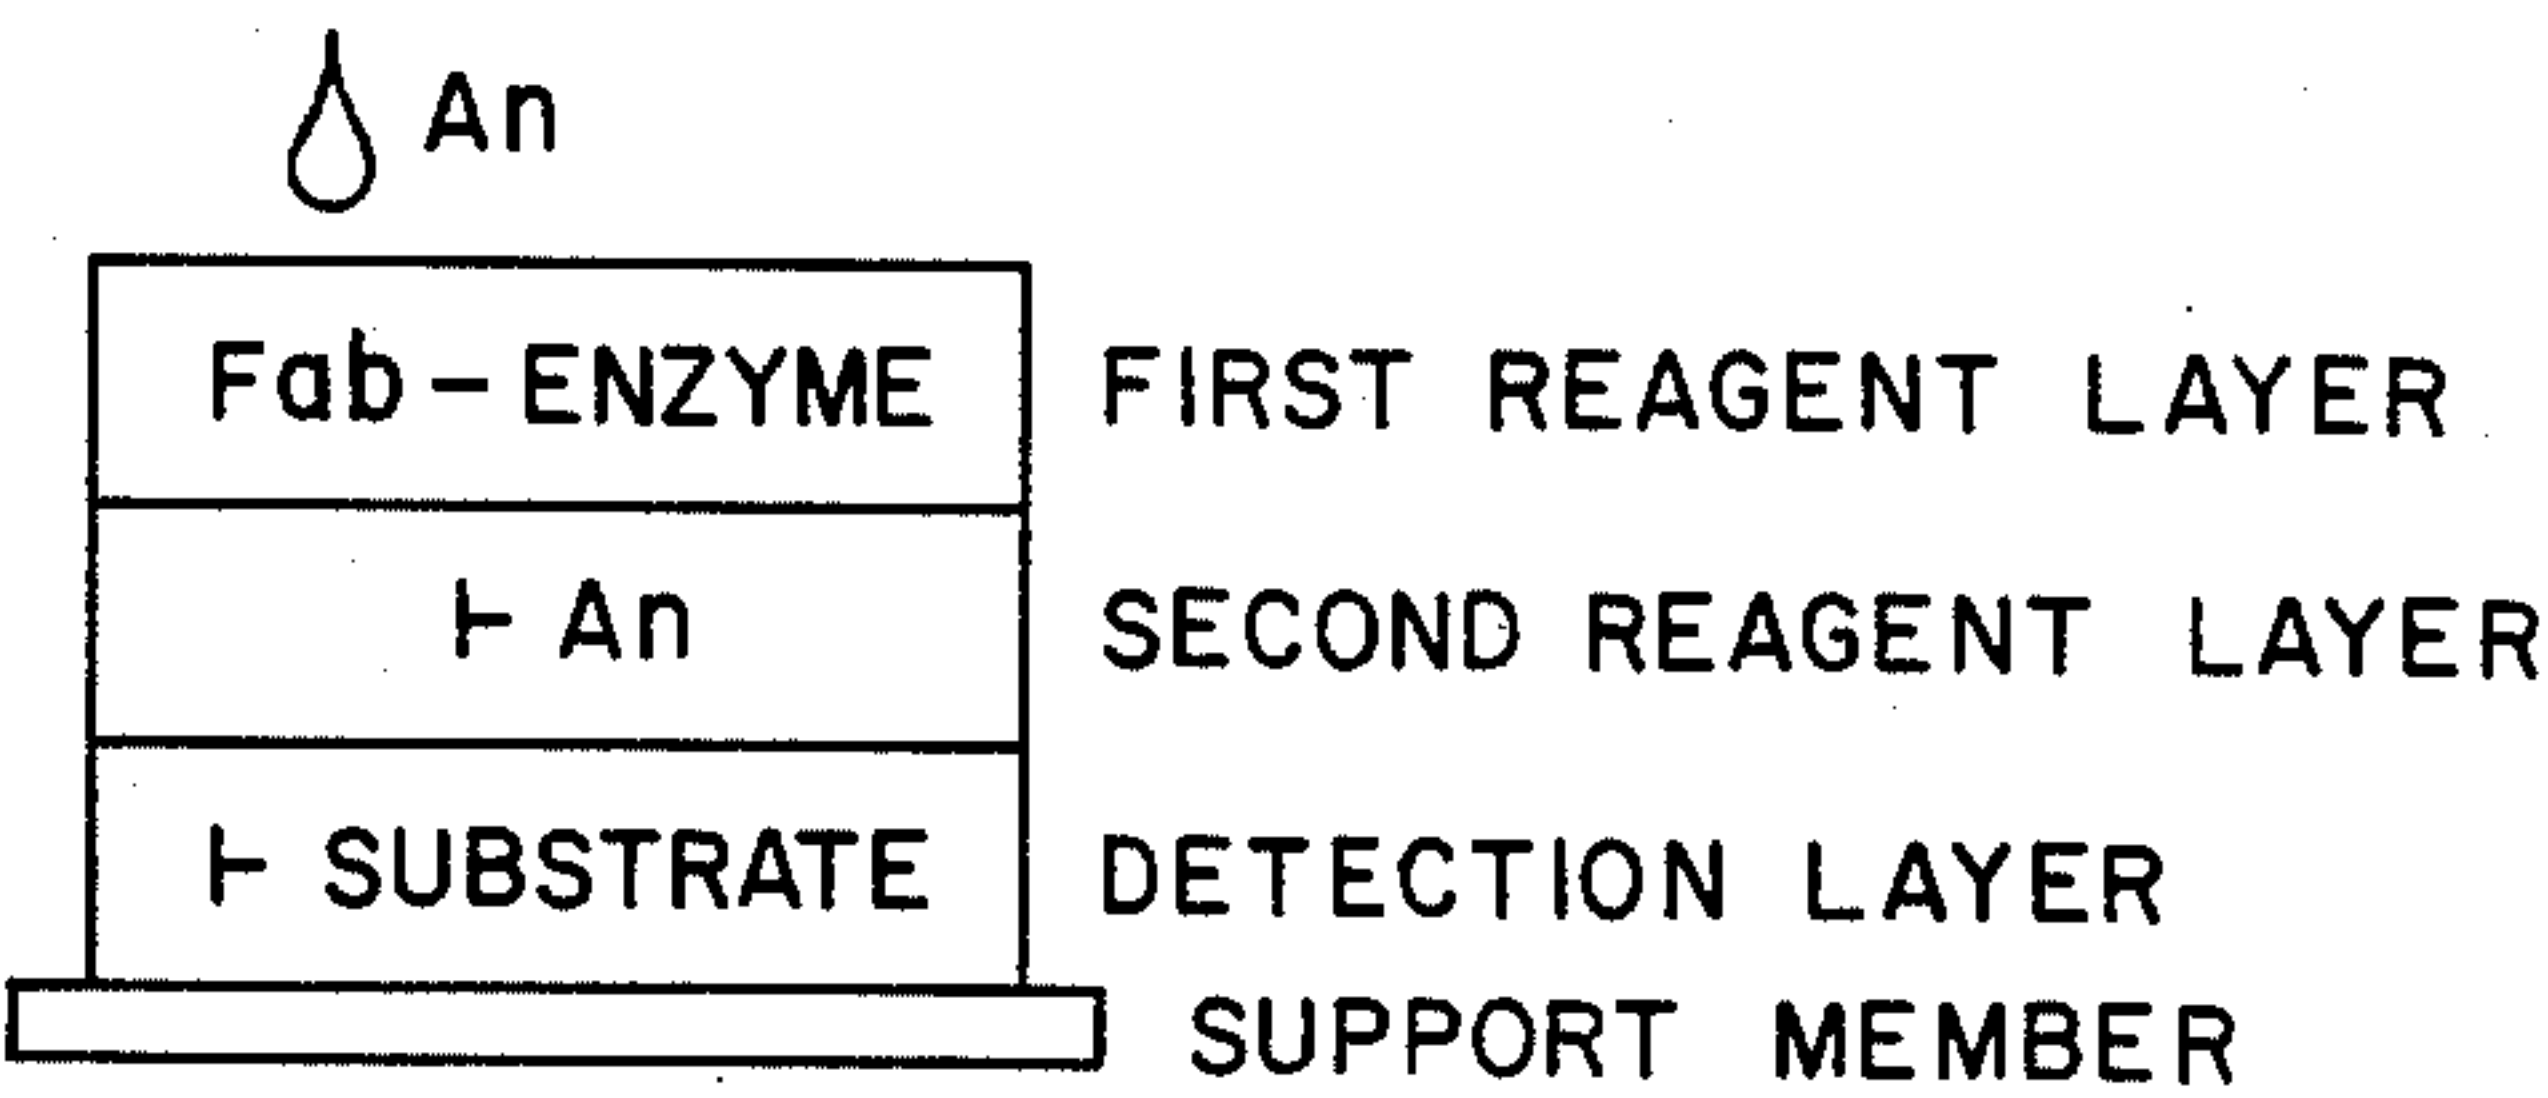 An
Fab-ENZYME FIRST REAGENT LAYER
⊢ An SECOND REAGENT LAYER
⊢ SUBSTRATE DETECTION LAYER
SUPPORT MEMBER